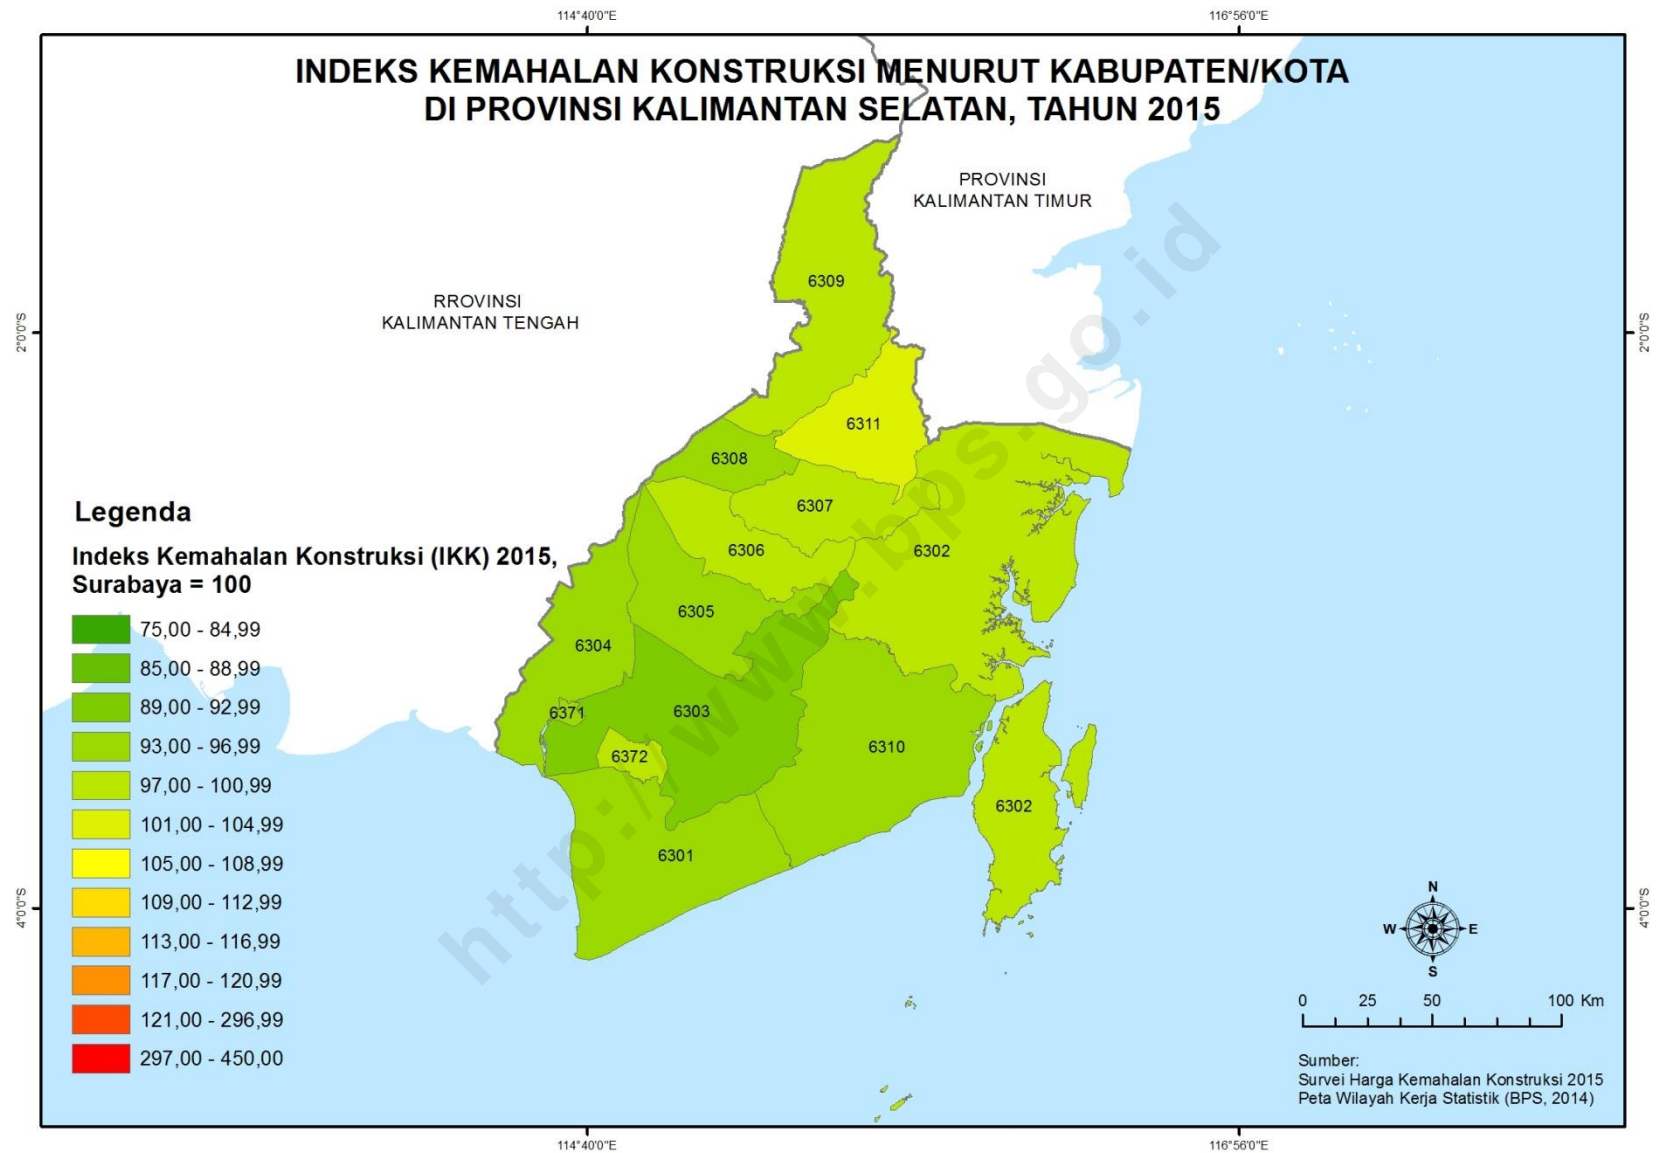 114°40'0"E
116°56'0"E
INDEKS KEMAHALAN KONSTRUKSI MENURUT KABUPATEN/KOTA
DI PROVINSI KALIMANTAN SELATAN, TAHUN 2015
PROVINSI
KALIMANTAN TIMUR
RROVINSI
KALIMANTAN TENGAH
2°0'0"S
2°0'0"S
6309
6311
6308
6307
6306
6302
6305
6304
6371
6303
6372
6310
6302
6301
Legenda
Indeks Kemahalan Konstruksi (IKK) 2015,
Surabaya = 100
75,00 - 84,99
85,00 - 88,99
89,00 - 92,99
93,00 - 96,99
97,00 - 100,99
101,00 - 104,99
105,00 - 108,99
109,00 - 112,99
113,00 - 116,99
117,00 - 120,99
121,00 - 296,99
297,00 - 450,00
4°0'0"S
4°0'0"S
N
W E
S
0 25 50 100 Km
Sumber:
Survei Harga Kemahalan Konstruksi 2015
Peta Wilayah Kerja Statistik (BPS, 2014)
114°40'0"E
116°56'0"E
http://www.bps.go.id